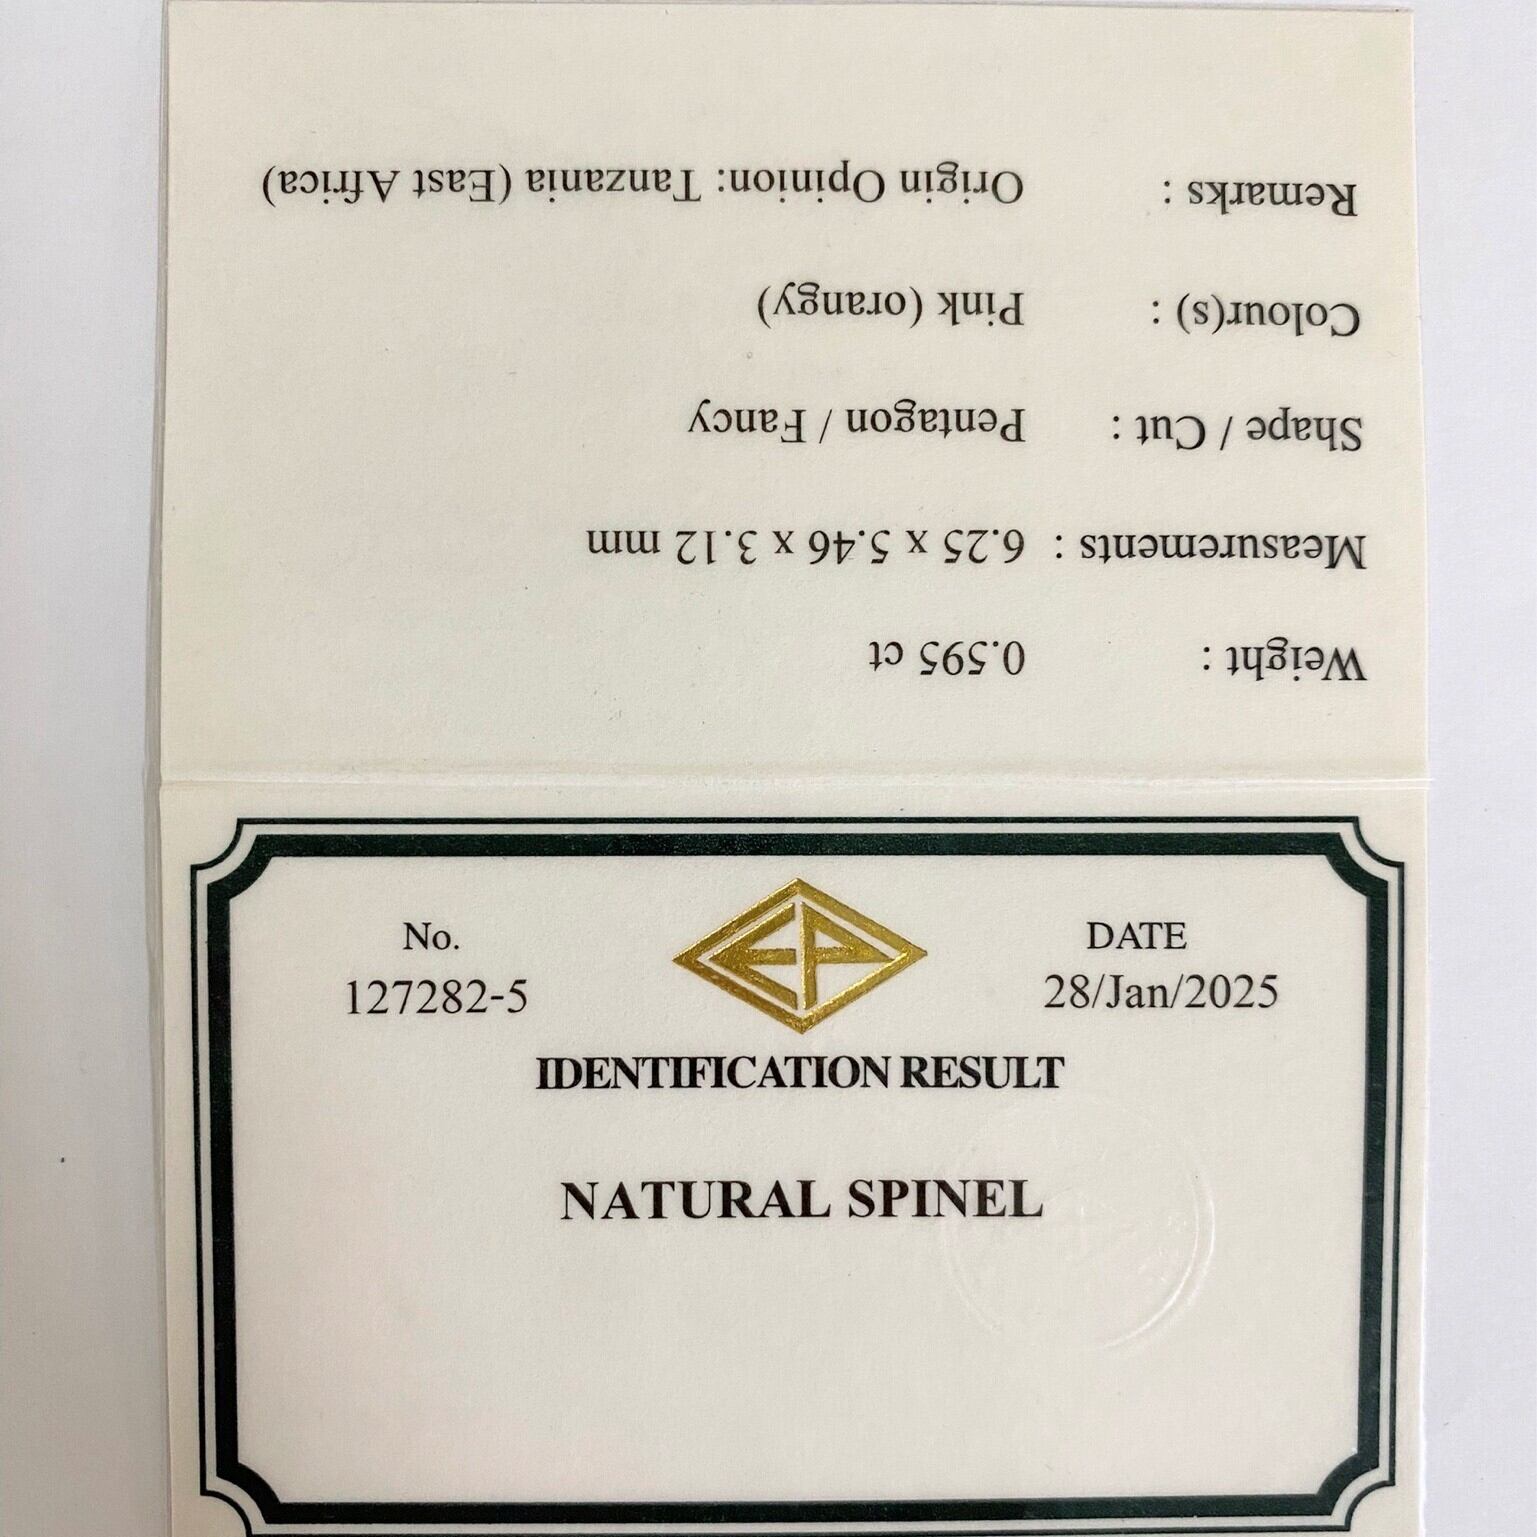 Weight : 0.595 ct
Measurements : 6.25 x 5.46 x 3.12 mm
Shape / Cut : Pentagon / Fancy
Colour(s) : Pink (orangy)
Remarks : Origin Opinion: Tanzania (East Africa)
EP
No. DATE
127282-5 28/Jan/2025
IDENTIFICATION RESULT
NATURAL SPINEL